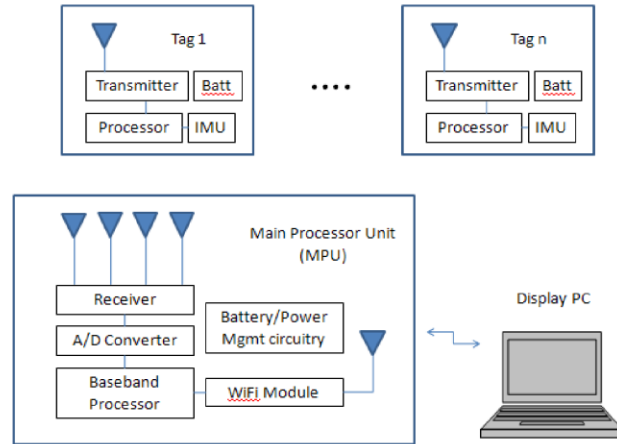 Tag 1
Transmitter
Batt
Processor
IMU
....
Tag n
Transmitter
Batt
Processor
IMU
Main Processor Unit
(MPU)
Receiver
A/D Converter
Baseband
Processor
Battery/Power
Mgmt circuitry
WiFi Module
Display PC